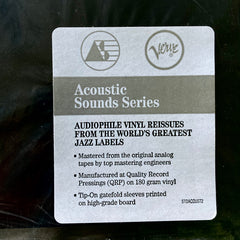 verve
Acoustic
Sounds Series
AUDIOPHILE VINYL REISSUES
FROM THE WORLD'S GREATEST
JAZZ LABELS
• Mastered from the original analog
tapes by top mastering engineers
• Manufactured at Quality Record
Pressings (QRP) on 180 gram vinyl
• Tip-On gatefold sleeves printed
on high-grade board